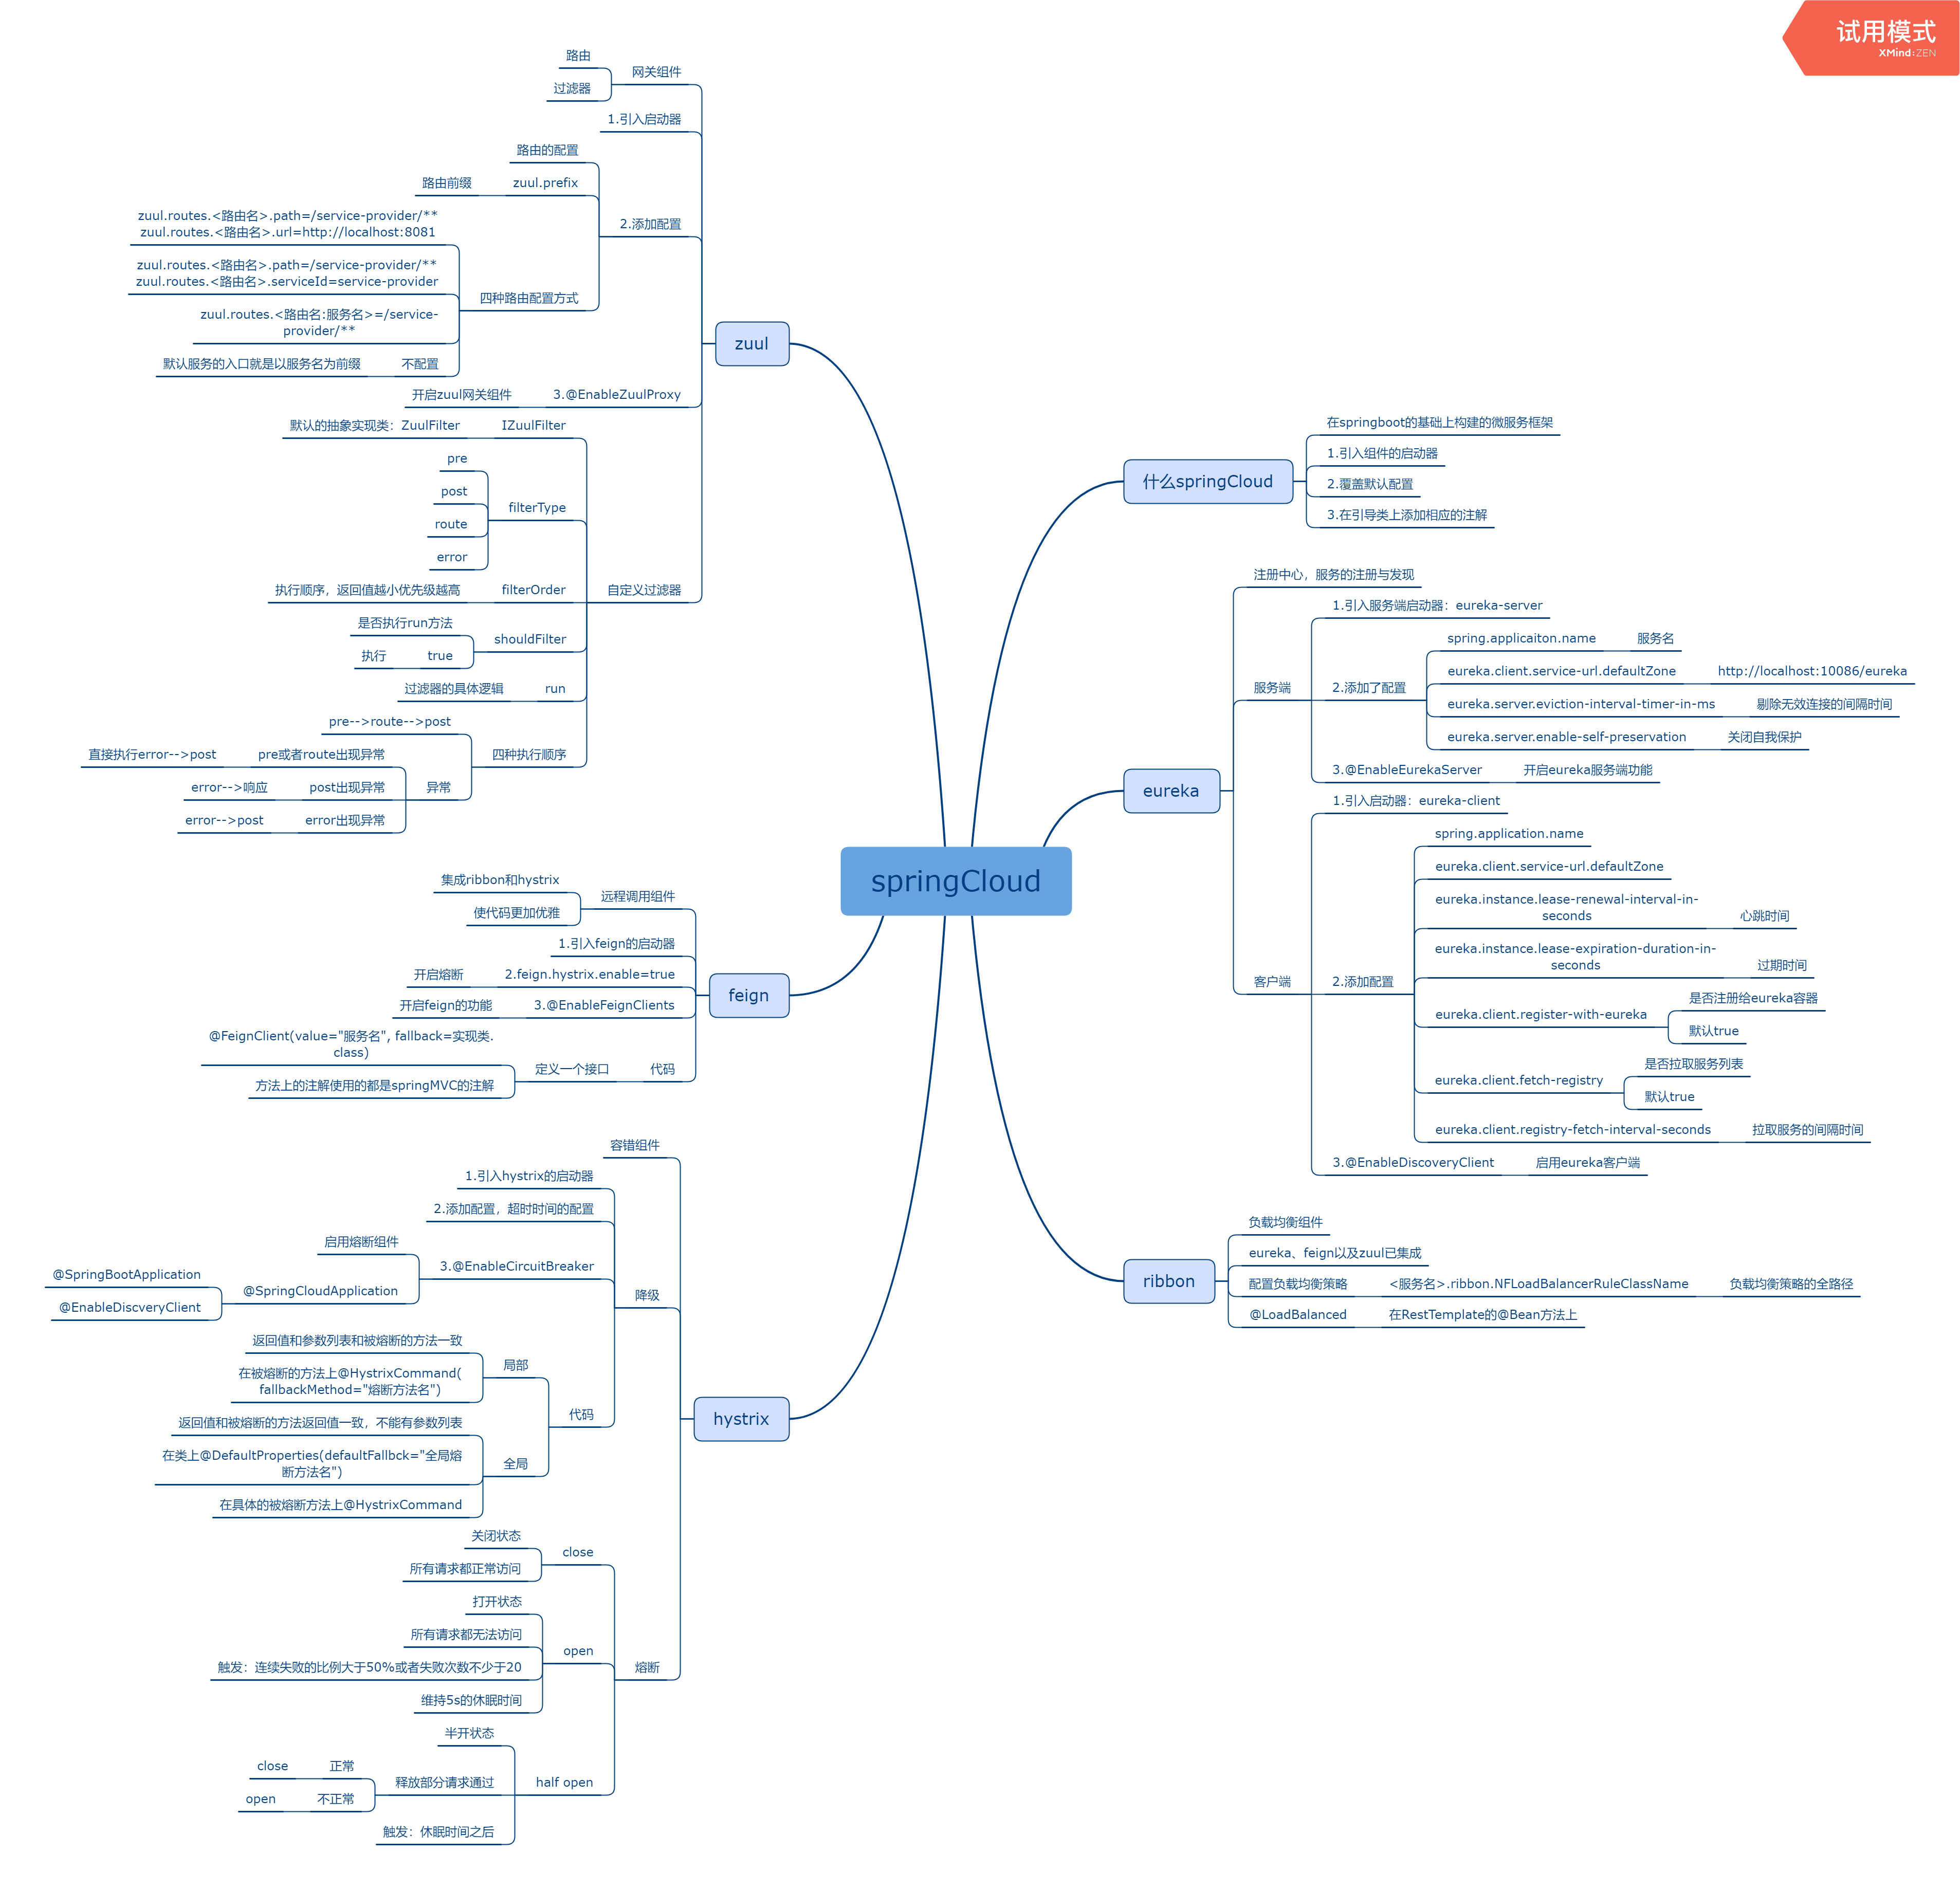 试用模式
XMind:ZEN
springCloud
什么springCloud
在springboot的基础上构建的微服务框架
1.引入组件的启动器
2.覆盖默认配置
3.在引导类上添加相应的注解
eureka
注册中心，服务的注册与发现
服务端
1.引入服务端启动器：eureka-server
2.添加了配置
spring.applicaiton.name
服务名
eureka.client.service-url.defaultZone
http://localhost:10086/eureka
eureka.server.eviction-interval-timer-in-ms
剔除无效连接的间隔时间
eureka.server.enable-self-preservation
关闭自我保护
3.@EnableEurekaServer
开启eureka服务端功能
客户端
1.引入启动器：eureka-client
2.添加配置
spring.application.name
eureka.client.service-url.defaultZone
eureka.instance.lease-renewal-interval-in-
seconds
心跳时间
eureka.instance.lease-expiration-duration-in-
seconds
过期时间
eureka.client.register-with-eureka
是否注册给eureka容器
默认true
eureka.client.fetch-registry
是否拉取服务列表
默认true
eureka.client.registry-fetch-interval-seconds
拉取服务的间隔时间
3.@EnableDiscoveryClient
启用eureka客户端
ribbon
负载均衡组件
eureka、feign以及zuul已集成
配置负载均衡策略
<服务名>.ribbon.NFLoadBalancerRuleClassName
负载均衡策略的全路径
@LoadBalanced
在RestTemplate的@Bean方法上
zuul
网关组件
路由
过滤器
1.引入启动器
2.添加配置
路由的配置
zuul.prefix
路由前缀
四种路由配置方式
zuul.routes.<路由名>.path=/service-provider/**
zuul.routes.<路由名>.url=http://localhost:8081
zuul.routes.<路由名>.path=/service-provider/**
zuul.routes.<路由名>.serviceId=service-provider
zuul.routes.<路由名:服务名>=/service-
provider/**
不配置
默认服务的入口就是以服务名为前缀
3.@EnableZuulProxy
开启zuul网关组件
自定义过滤器
IZuulFilter
默认的抽象实现类：ZuulFilter
filterType
pre
post
route
error
filterOrder
执行顺序，返回值越小优先级越高
shouldFilter
是否执行run方法
true
执行
run
过滤器的具体逻辑
四种执行顺序
pre-->route-->post
异常
pre或者route出现异常
直接执行error-->post
post出现异常
error-->响应
error出现异常
error-->post
feign
远程调用组件
集成ribbon和hystrix
使代码更加优雅
1.引入feign的启动器
2.feign.hystrix.enable=true
开启熔断
3.@EnableFeignClients
开启feign的功能
代码
定义一个接口
@FeignClient(value="服务名", fallback=实现类.
class)
方法上的注解使用的都是springMVC的注解
hystrix
容错组件
降级
1.引入hystrix的启动器
2.添加配置，超时时间的配置
3.@EnableCircuitBreaker
启用熔断组件
@SpringCloudApplication
@SpringBootApplication
@EnableDiscveryClient
代码
局部
返回值和参数列表和被熔断的方法一致
在被熔断的方法上@HystrixCommand(
fallbackMethod="熔断方法名")
全局
返回值和被熔断的方法返回值一致，不能有参数列表
在类上@DefaultProperties(defaultFallbck="全局熔
断方法名")
在具体的被熔断方法上@HystrixCommand
熔断
close
关闭状态
所有请求都正常访问
open
打开状态
所有请求都无法访问
触发：连续失败的比例大于50%或者失败次数不少于20
维持5s的休眠时间
half open
半开状态
释放部分请求通过
正常
close
不正常
open
触发：休眠时间之后